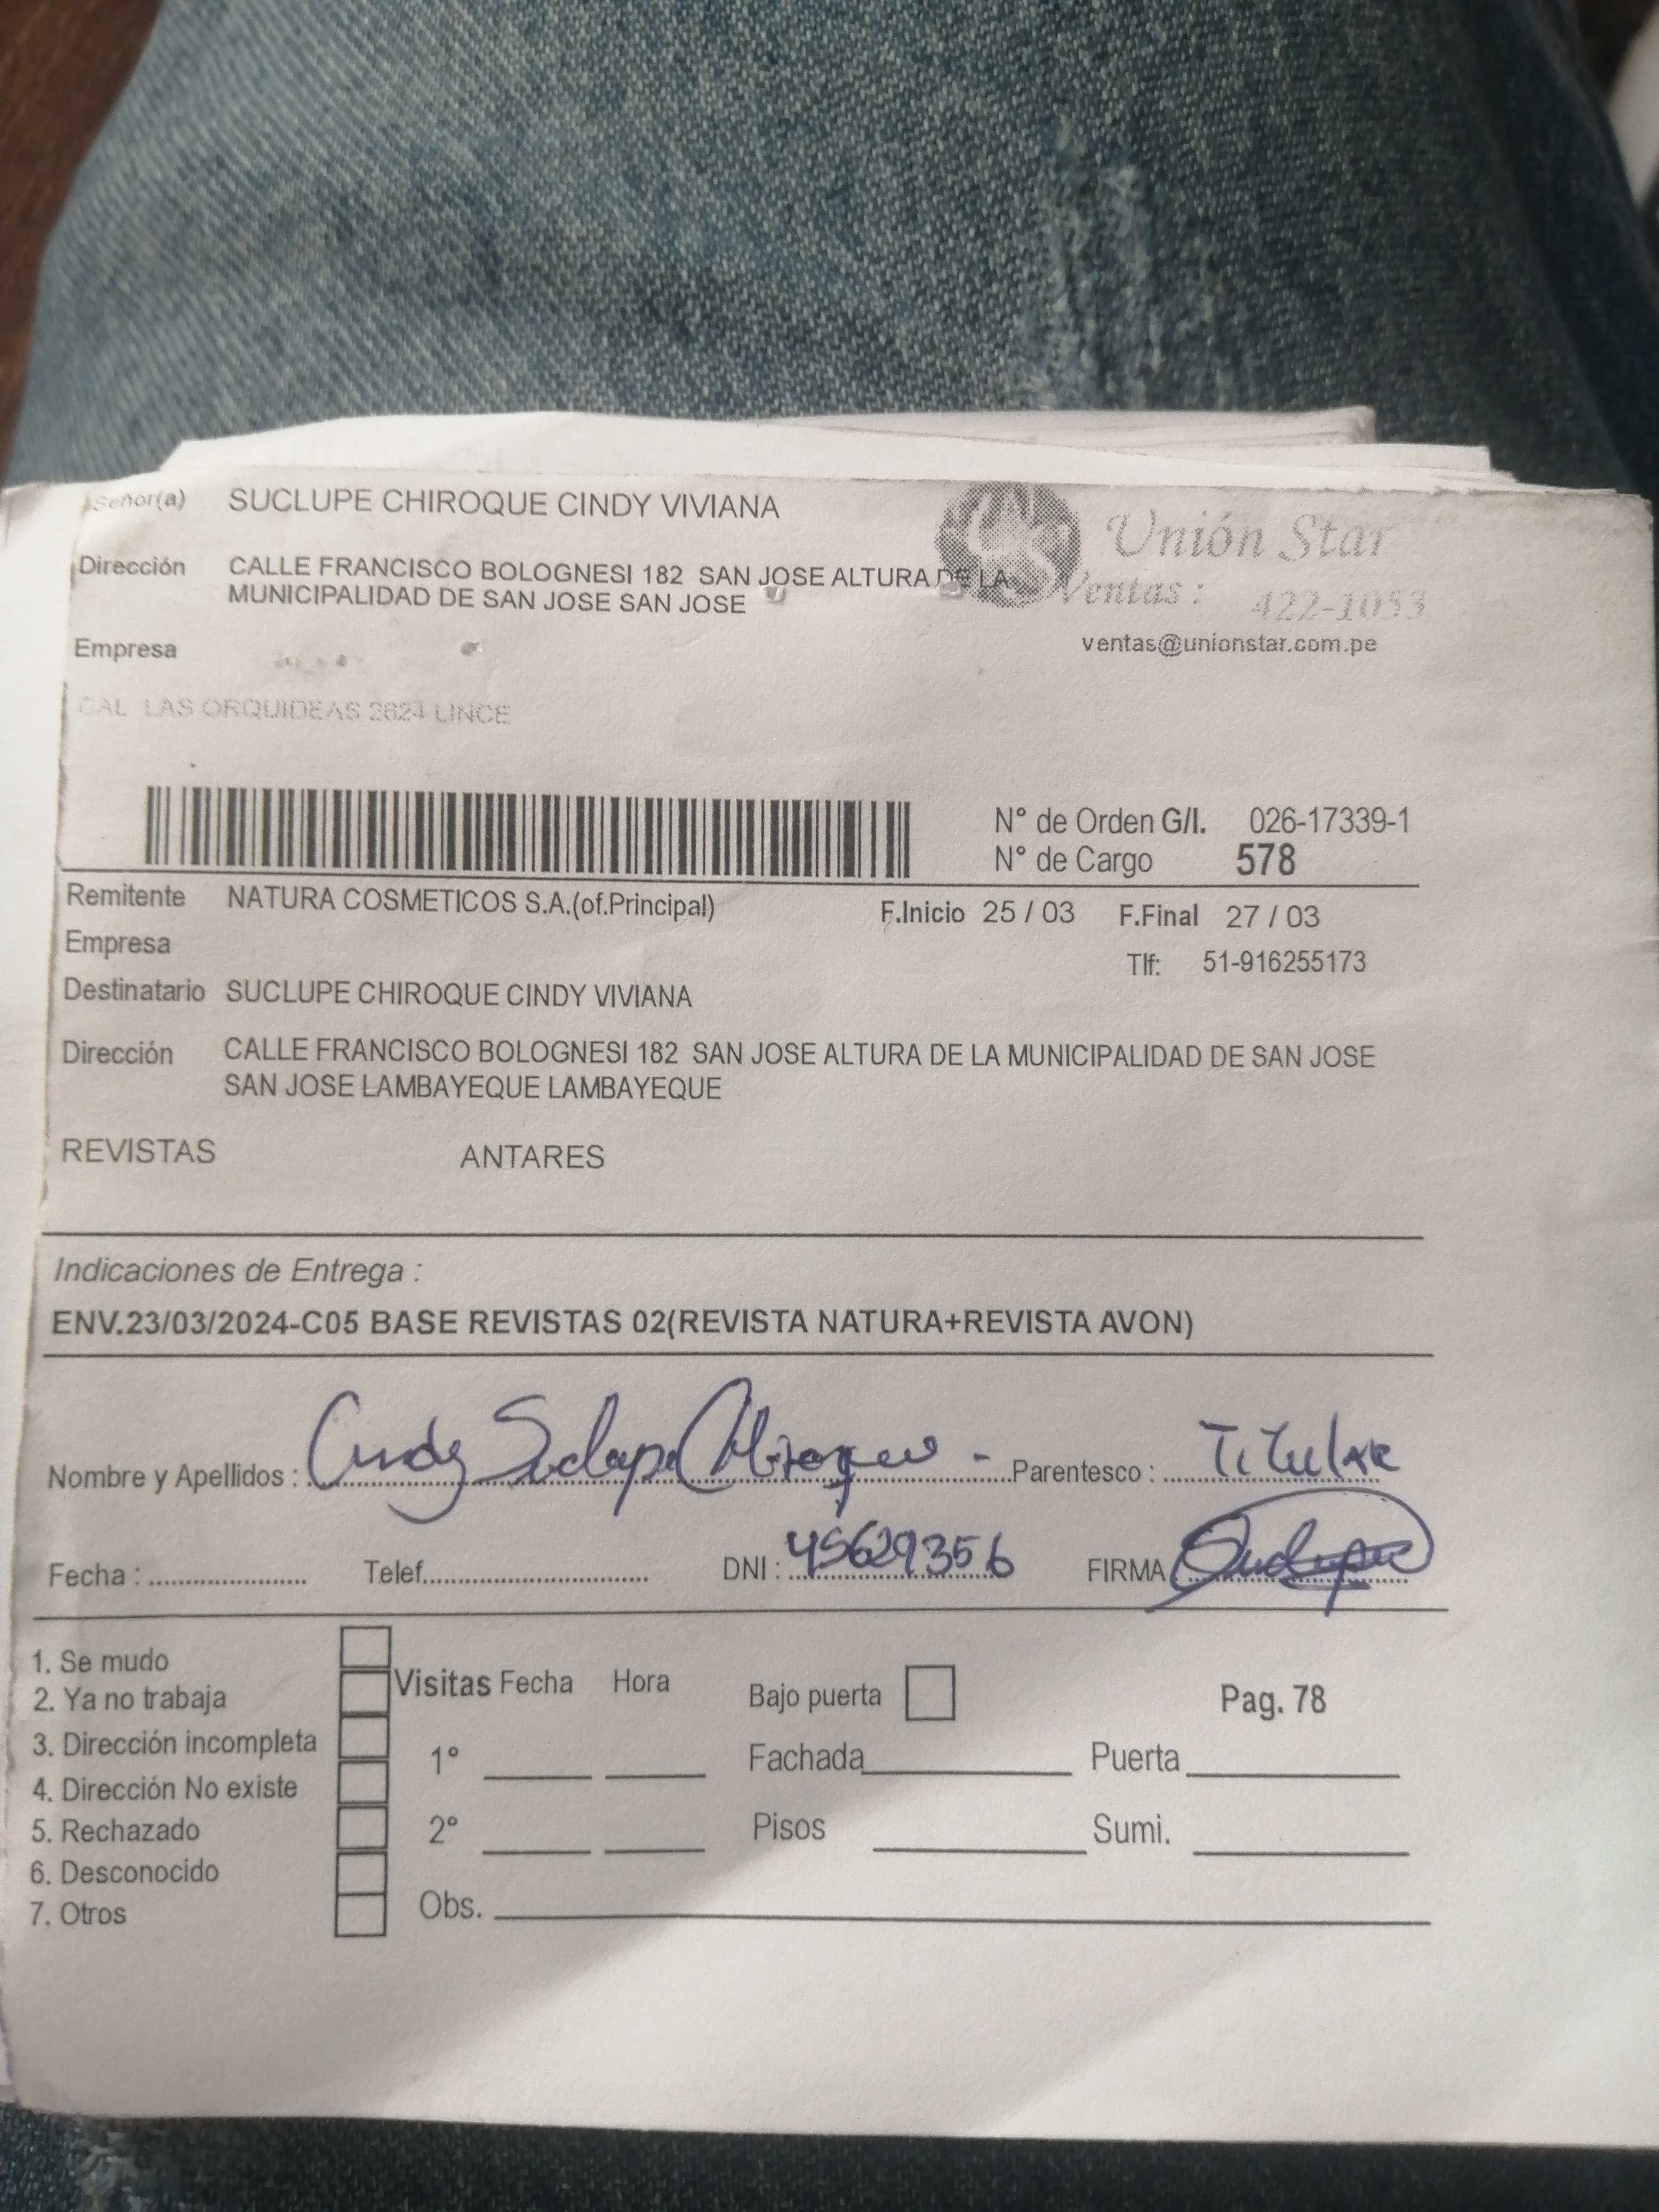 Señor(a) SUCLUPE CHIROQUE CINDY VIVIANA
Unión Star
Dirección CALLE FRANCISCO BOLOGNESI 182 SAN JOSE ALTURA DE LA
MUNICIPALIDAD DE SAN JOSE SAN JOSE
Ventas: 422-1053
Empresa
ventas@unionstar.com.pe
CAL LAS ORQUIDEAS 2624 LINCE
N° de Orden G/I. 026-17339-1
N° de Cargo 578
Remitente NATURA COSMETICOS S.A.(of.Principal) F.Inicio 25 / 03 F.Final 27 / 03
Empresa
Tlf: 51-916255173
Destinatario SUCLUPE CHIROQUE CINDY VIVIANA
Dirección CALLE FRANCISCO BOLOGNESI 182 SAN JOSE ALTURA DE LA MUNICIPALIDAD DE SAN JOSE
SAN JOSE LAMBAYEQUE LAMBAYEQUE
REVISTAS ANTARES
Indicaciones de Entrega :
ENV.23/03/2024-C05 BASE REVISTAS 02(REVISTA NATURA+REVISTA AVON)
Nombre y Apellidos : Cindy Suclupe Chiroque - Parentesco : Titular
Fecha : Telef. DNI : 45629356 FIRMA
1. Se mudo
2. Ya no trabaja
3. Dirección incompleta
4. Dirección No existe
5. Rechazado
6. Desconocido
7. Otros
Visitas Fecha Hora
1°
2°
Obs.
Bajo puerta
Pag. 78
Fachada Puerta
Pisos Sumi.